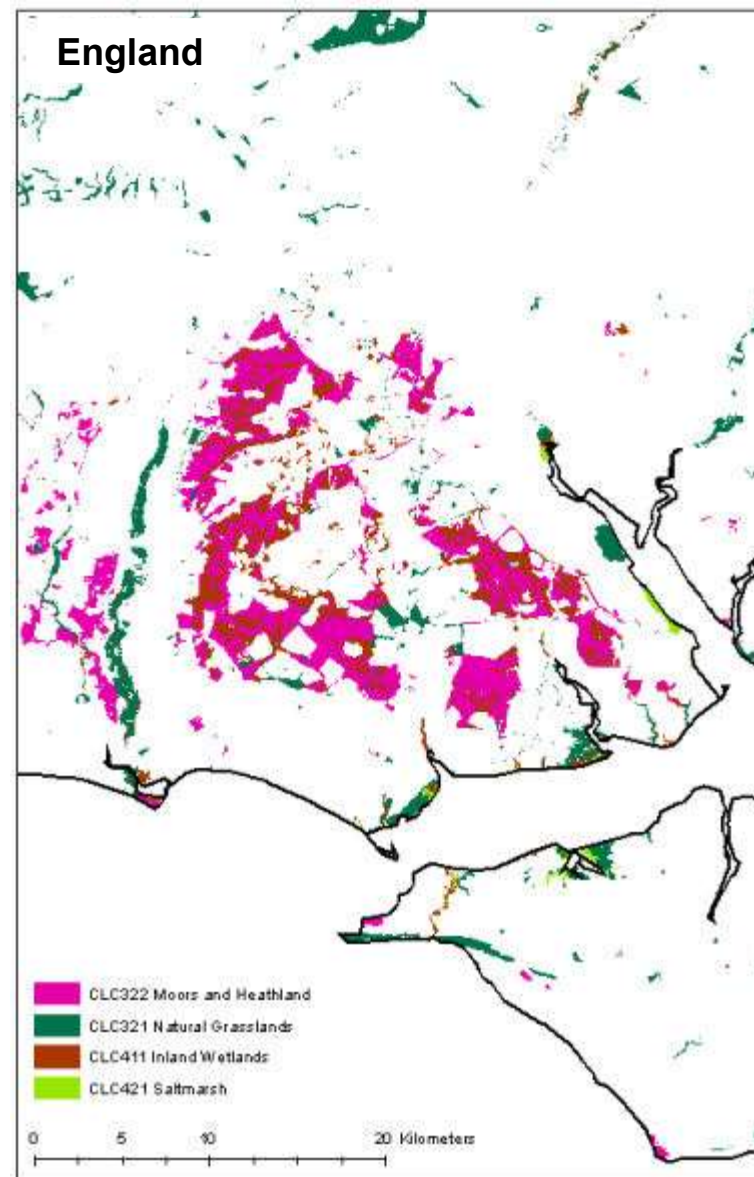 England
CLC322 Moors and Heathland
CLC321 Natural Grasslands
CLC411 Inland Wetlands
CLC421 Saltmarsh
0 5 10 20 Kilometers